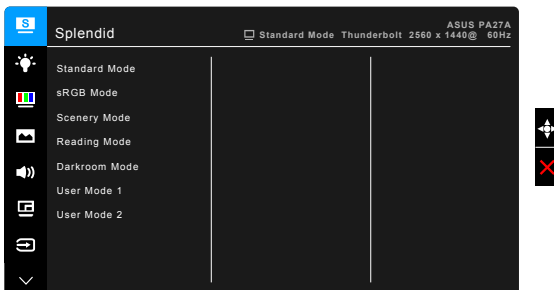 S
ASUS PA27A
Splendid
Standard Mode Thunderbolt 2560 x 1440@ 60Hz
Standard Mode
sRGB Mode
Scenery Mode
Reading Mode
Darkroom Mode
User Mode 1
User Mode 2